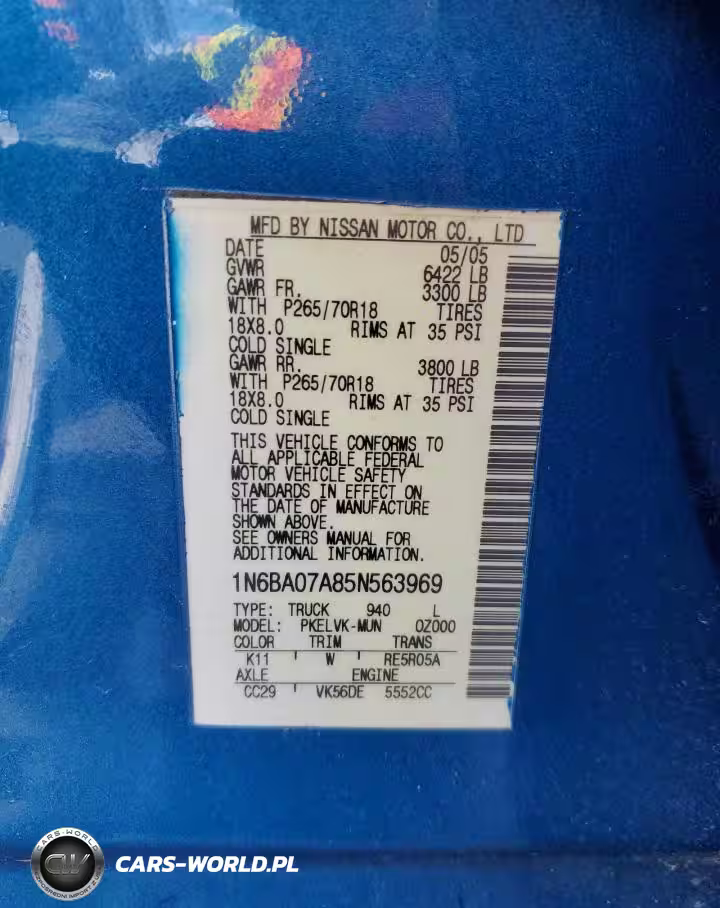 MFD BY NISSAN MOTOR CO., LTD
DATE 05/05
GVWR 6422 LB
GAWR FR. 3300 LB
WITH P265/70R18 TIRES
18X8.0 RIMS AT 35 PSI
COLD SINGLE
GAWR RR. 3800 LB
WITH P265/70R18 TIRES
18X8.0 RIMS AT 35 PSI
COLD SINGLE
THIS VEHICLE CONFORMS TO
ALL APPLICABLE FEDERAL
MOTOR VEHICLE SAFETY
STANDARDS IN EFFECT ON
THE DATE OF MANUFACTURE
SHOWN ABOVE.
SEE OWNERS MANUAL FOR
ADDITIONAL INFORMATION.
1N6BA07A85N563969
TYPE: TRUCK 940 L
MODEL: PKELVK-MUN 0Z000
COLOR TRIM TRANS
K11 W RE5R05A
AXLE ENGINE
CC29 VK56DE 5552CC
CARS-WORLD
CW
CARS-WORLD.PL